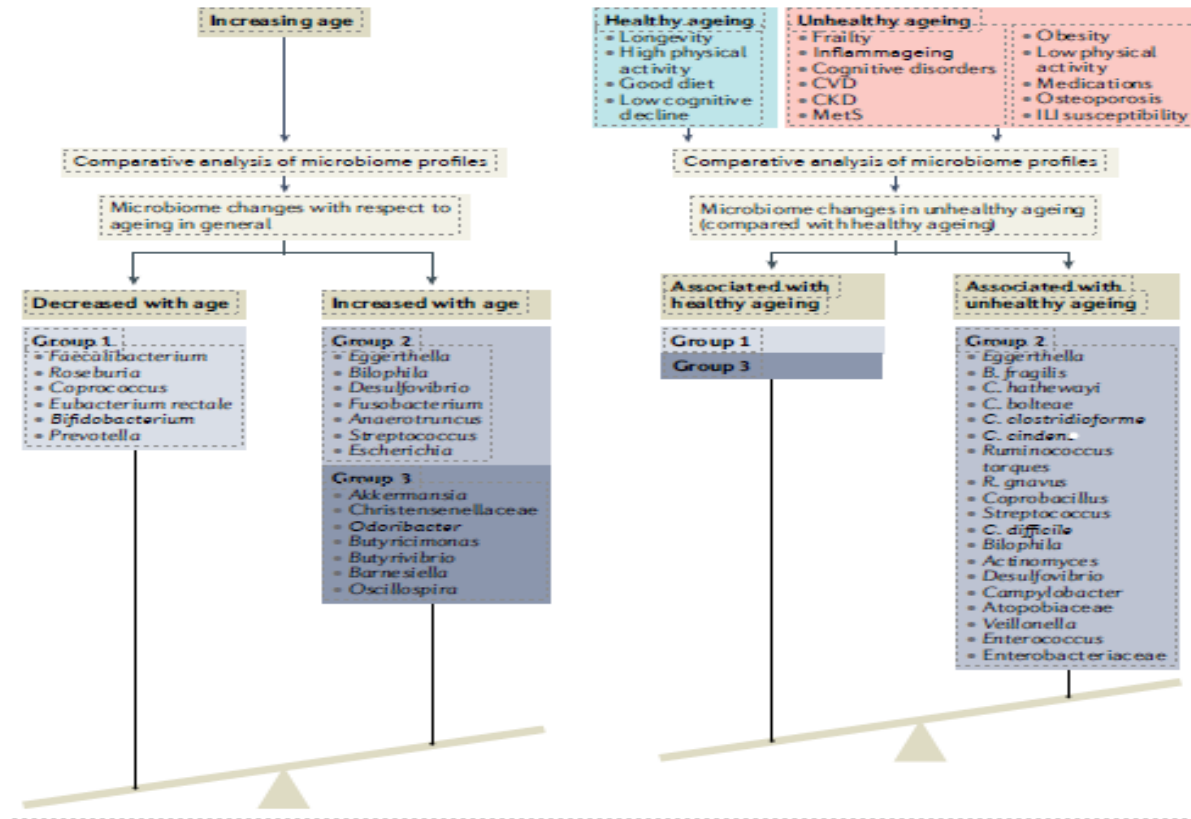 Increasing age
Comparative analysis of microbiome profiles
Microbiome changes with respect to
ageing in general
Decreased with age
Group 1
• Faecalibacterium
• Roseburia
• Coprococcus
• Eubacterium rectale
• Bifidobacterium
• Prevotella
Increased with age
Group 2
• Eggerthella
• Bilophila
• Desulfovibrio
• Fusobacterium
• Anaerotruncus
• Streptococcus
• Escherichia
Group 3
• Akkermansia
• Christensenellaceae
• Odoribacter
• Butyricimonas
• Butyrivibrio
• Barnesiella
• Oscillospira
Healthy ageing
• Longevity
• High physical
activity
• Good diet
• Low cognitive
decline
Unhealthy ageing
• Frailty
• Inflammageing
• Cognitive disorders
• CVD
• CKD
• MetS
• Obesity
• Low physical
activity
• Medications
• Osteoporosis
• ILI susceptibility
Comparative analysis of microbiome profiles
Microbiome changes in unhealthy ageing
(compared with healthy ageing)
Associated with
healthy ageing
Group 1
Group 3
Associated with
unhealthy ageing
Group 2
• Eggerthella
• B. fragilis
• C. hathewayi
• C. bolteae
• C. clostridioforme
• C.
• Ruminococcus
torques
• R. gnavus
• Coprobacillus
• Streptococcus
• C. difficile
• Bilophila
• Actinomyces
• Desulfovibrio
• Campylobacter
• Atopobiaceae
• Veillonella
• Enterococcus
• Enterobacteriaceae